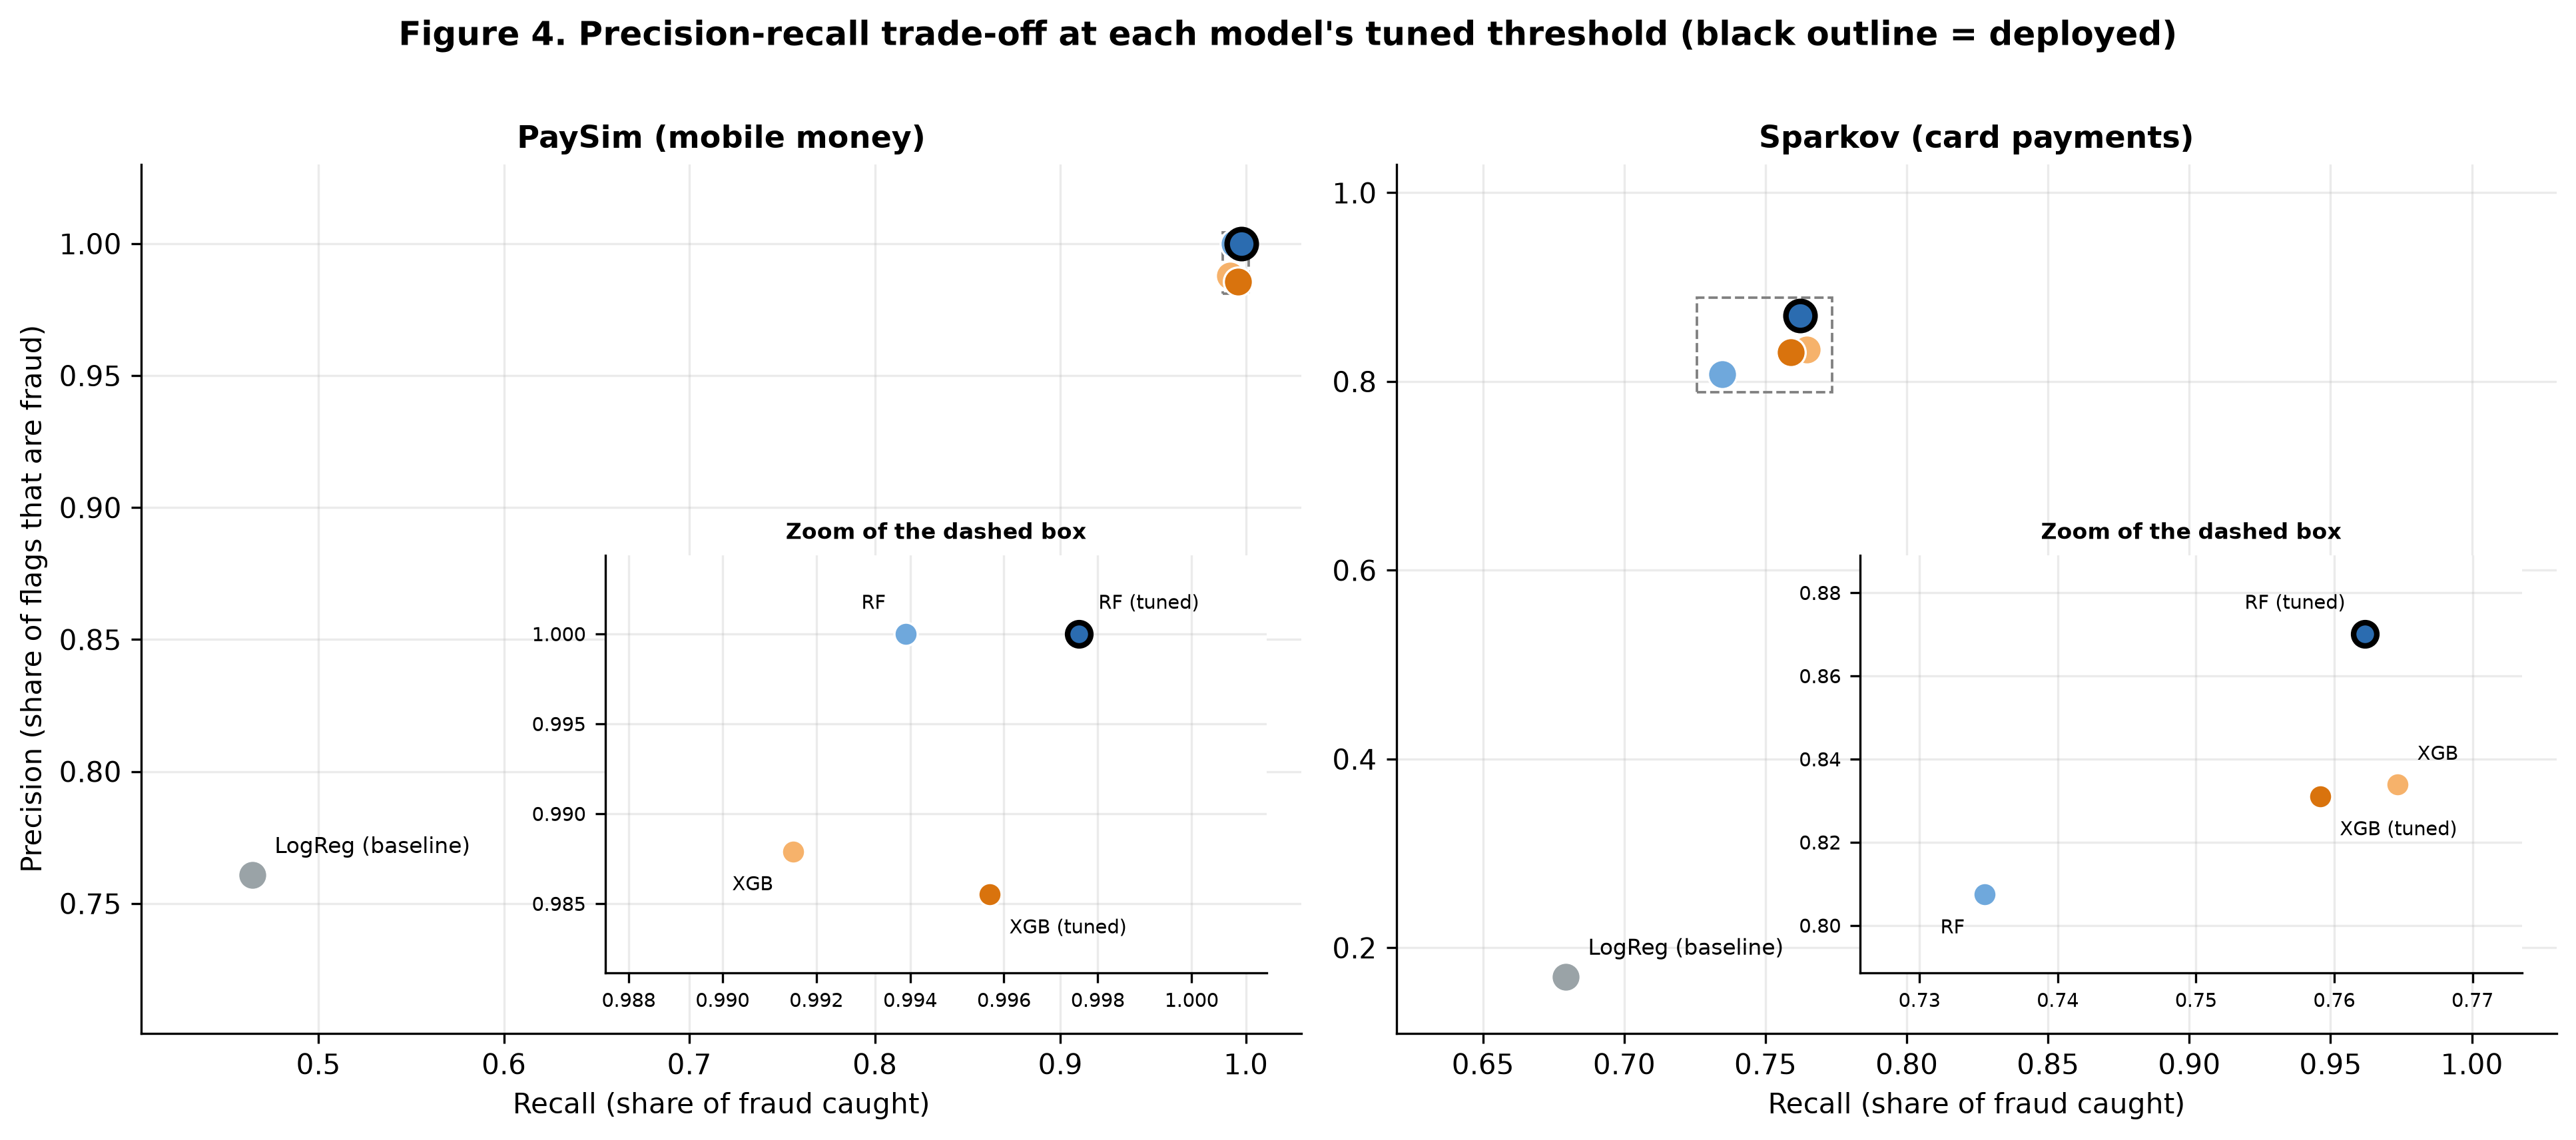 Figure 4. Precision-recall trade-off at each model's tuned threshold (black outline = deployed)
PaySim (mobile money)
Precision (share of flags that are fraud)
1.00
0.95
0.90
0.85
0.80
0.75
LogReg (baseline)
Zoom of the dashed box
RF
RF (tuned)
XGB
XGB (tuned)
1.000
0.995
0.990
0.985
0.988 0.990 0.992 0.994 0.996 0.998 1.000
0.5 0.6 0.7 0.8 0.9 1.0
Recall (share of fraud caught)
Sparkov (card payments)
1.0
0.8
0.6
0.4
0.2
LogReg (baseline)
Zoom of the dashed box
RF (tuned)
XGB
XGB (tuned)
RF
0.88
0.86
0.84
0.82
0.80
0.73 0.74 0.75 0.76 0.77
0.65 0.70 0.75 0.80 0.85 0.90 0.95 1.00
Recall (share of fraud caught)